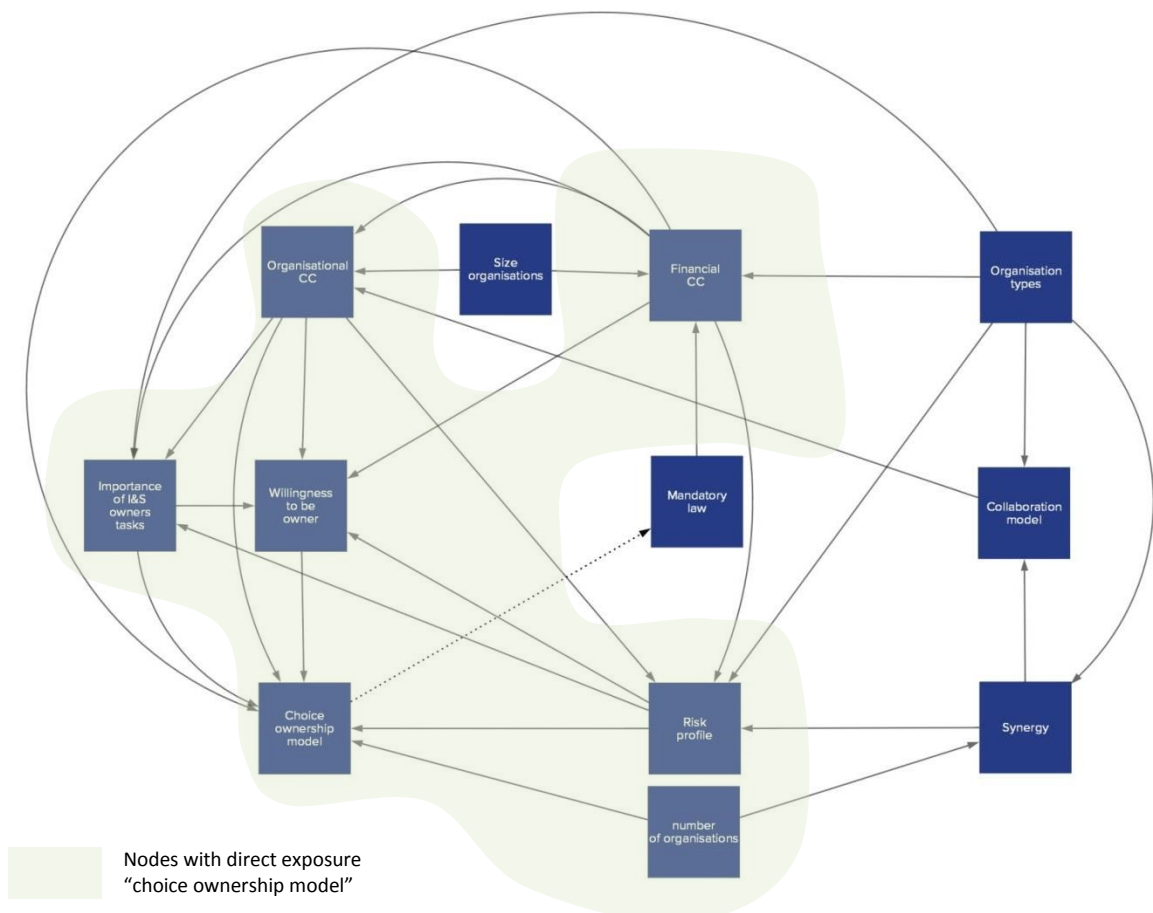 Organisational
CC
Size
organisations
Financial
CC
Organisation
types
Importance
of I&S
owners
tasks
Willingness
to be
owner
Mandatory
law
Collaboration
model
Choice
ownership
model
Risk
profile
Synergy
number
of organisations
Nodes with direct exposure
“choice ownership model”